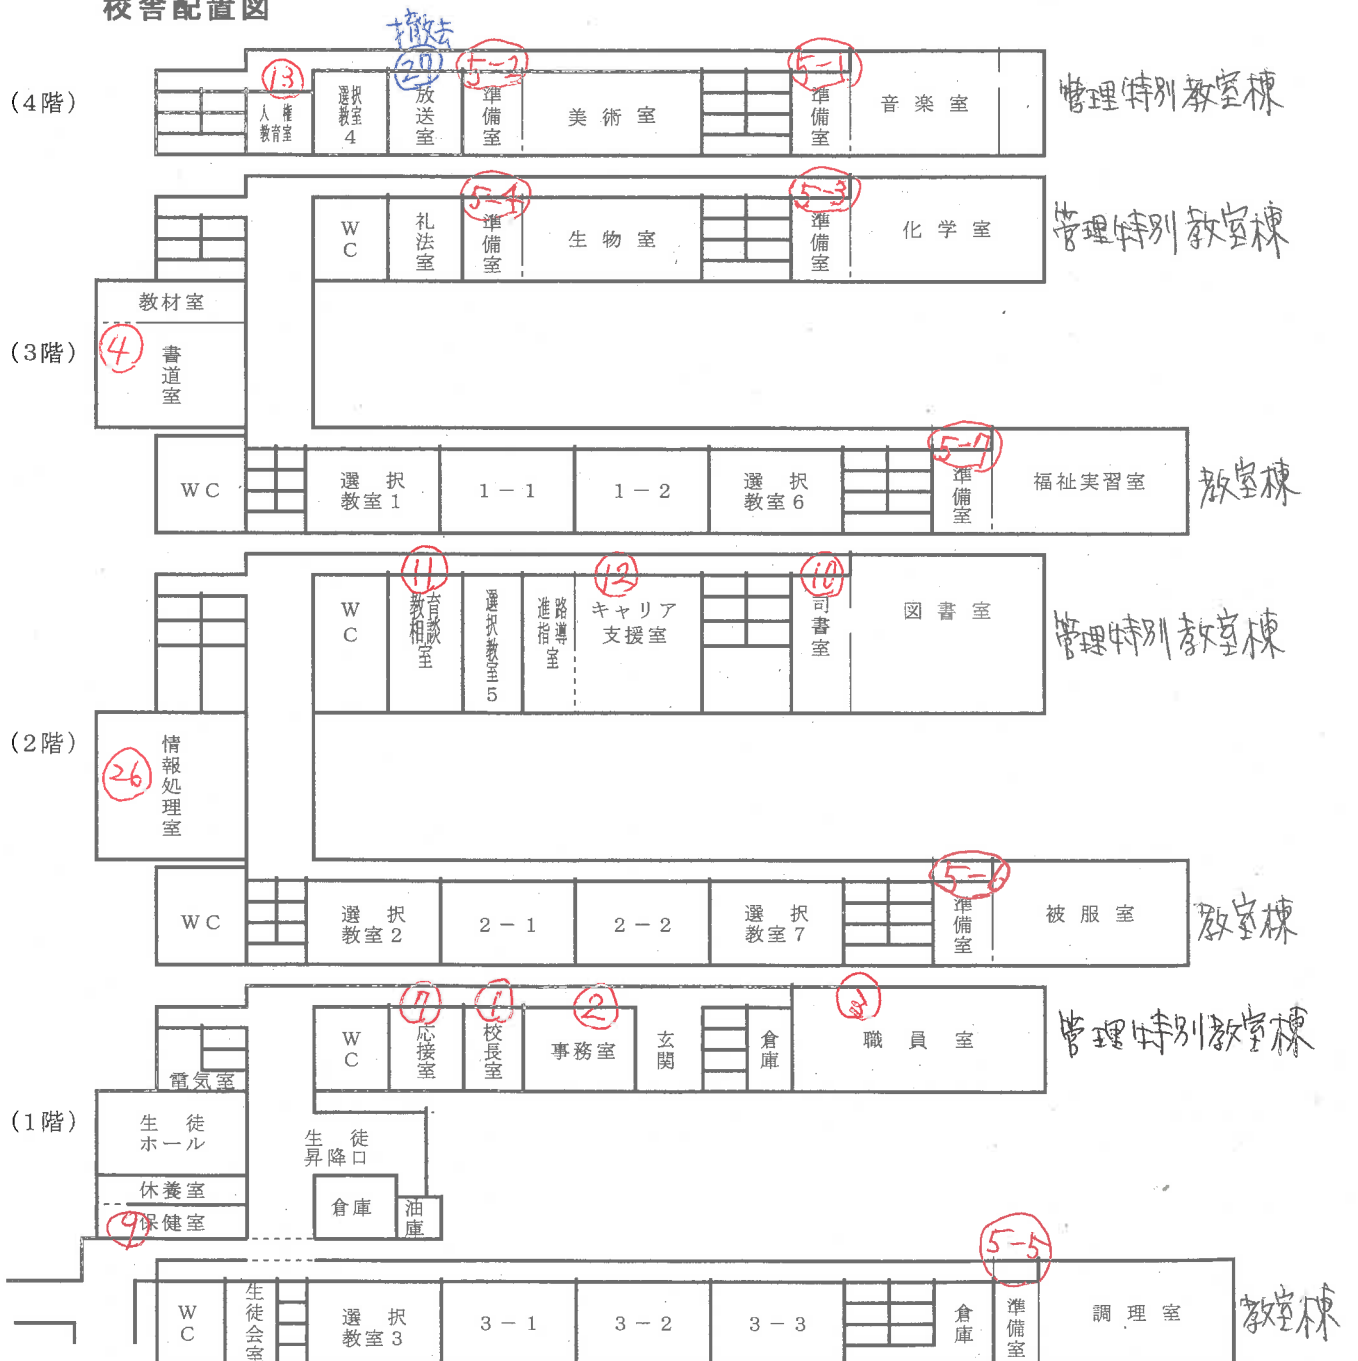 校舎配置図
撤去
(4階)
13
27
5-2
5-1
人権教育室
選択教室4
放送室
準備室
美術室
準備室
音楽室
管理特別教室棟
5-4
5-3
WC
礼法室
準備室
生物室
準備室
化学室
管理特別教室棟
教材室
(3階)
4
書道室
5-7
WC
選択教室1
1-1
1-2
選択教室6
準備室
福祉実習室
教室棟
11
12
10
WC
教育相談室
選択教室5
進路指導室
キャリア支援室
司書室
図書室
管理特別教室棟
(2階)
26
情報処理室
5-6
WC
選択教室2
2-1
2-2
選択教室7
準備室
被服室
教室棟
7
1
2
電気室
WC
応接室
校長室
事務室
玄関
倉庫
職員室
管理特別教室棟
(1階)
生徒ホール
生徒昇降口
休養室
9
保健室
倉庫
油庫
5-5
WC
生徒会室
選択教室3
3-1
3-2
3-3
倉庫
準備室
調理室
教室棟